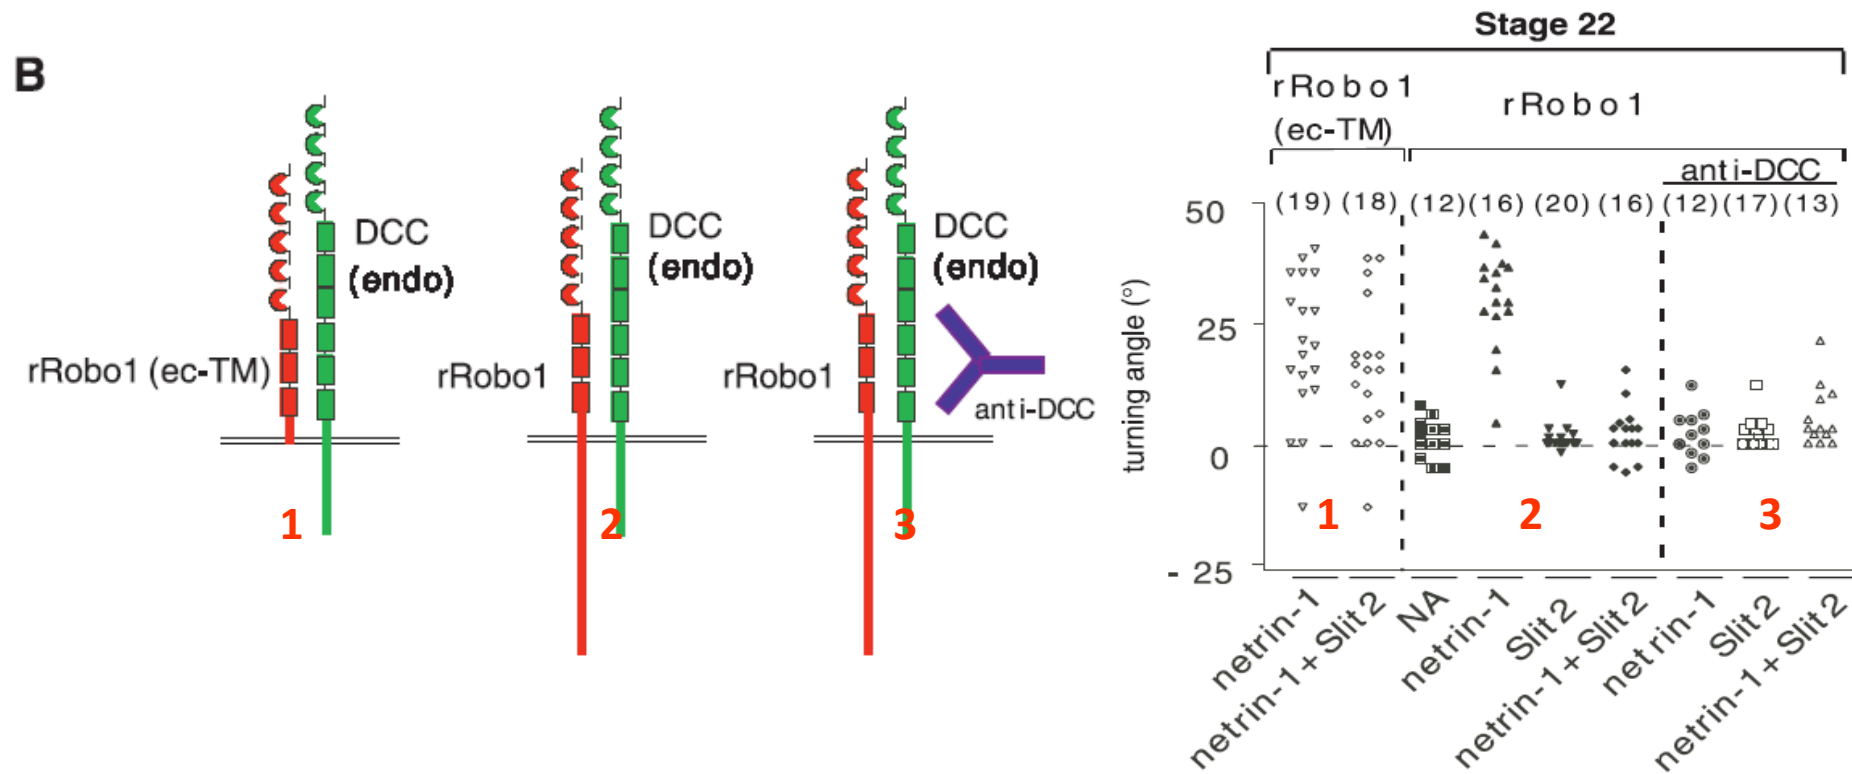 B
DCC
(endo)
rRobo1 (ec-TM)
1
DCC
(endo)
rRobo1
2
DCC
(endo)
rRobo1
anti-DCC
3
Stage 22
rRobo1
(ec-TM)
rRobo1
anti-DCC
(19) (18) (12) (16) (20) (16) (12) (17) (13)
turning angle (°)
50
25
0
- 25
1
2
3
netrin-1
netrin-1 + Slit2
NA
netrin-1
Slit2
netrin-1 + Slit2
netrin-1
Slit2
netrin-1 + Slit2